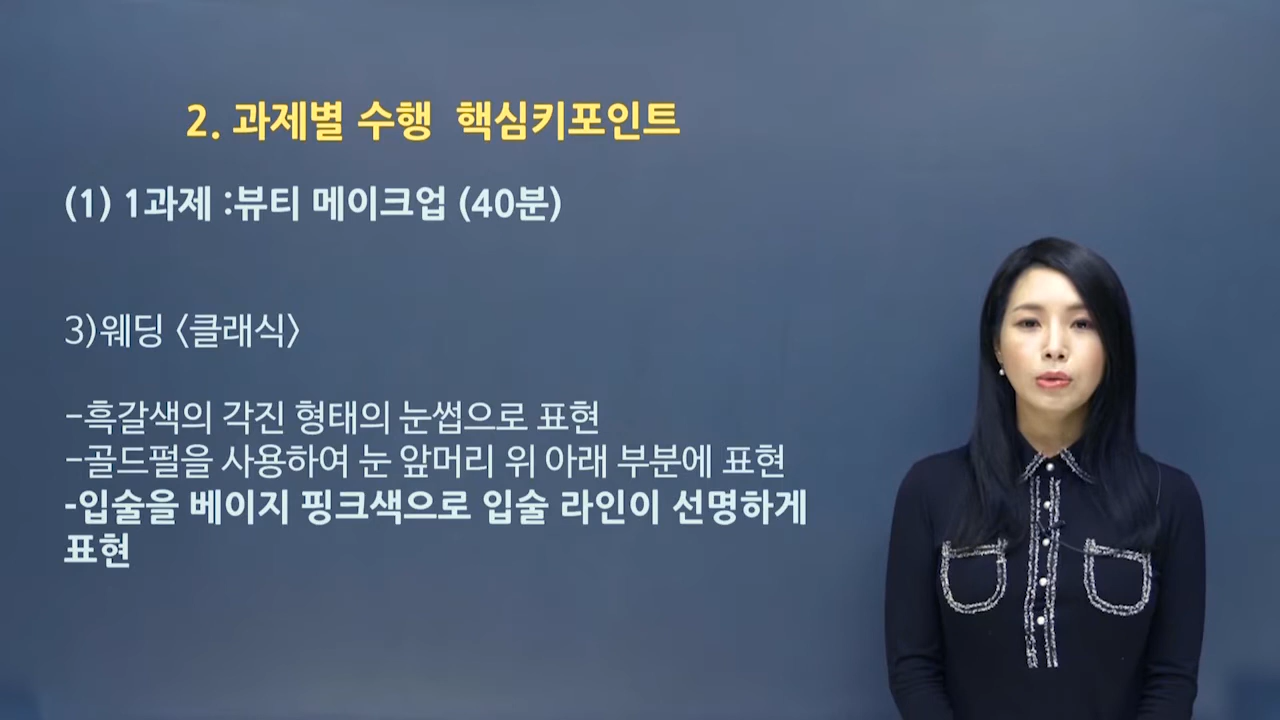 2. 과제별 수행 핵심키포인트
(1) 1과제 :뷰티 메이크업 (40분)
3)웨딩 <클래식>
-흑갈색의 각진 형태의 눈썹으로 표현
-골드펄을 사용하여 눈 앞머리 위 아래 부분에 표현
-입술을 베이지 핑크색으로 입술 라인이 선명하게
표현